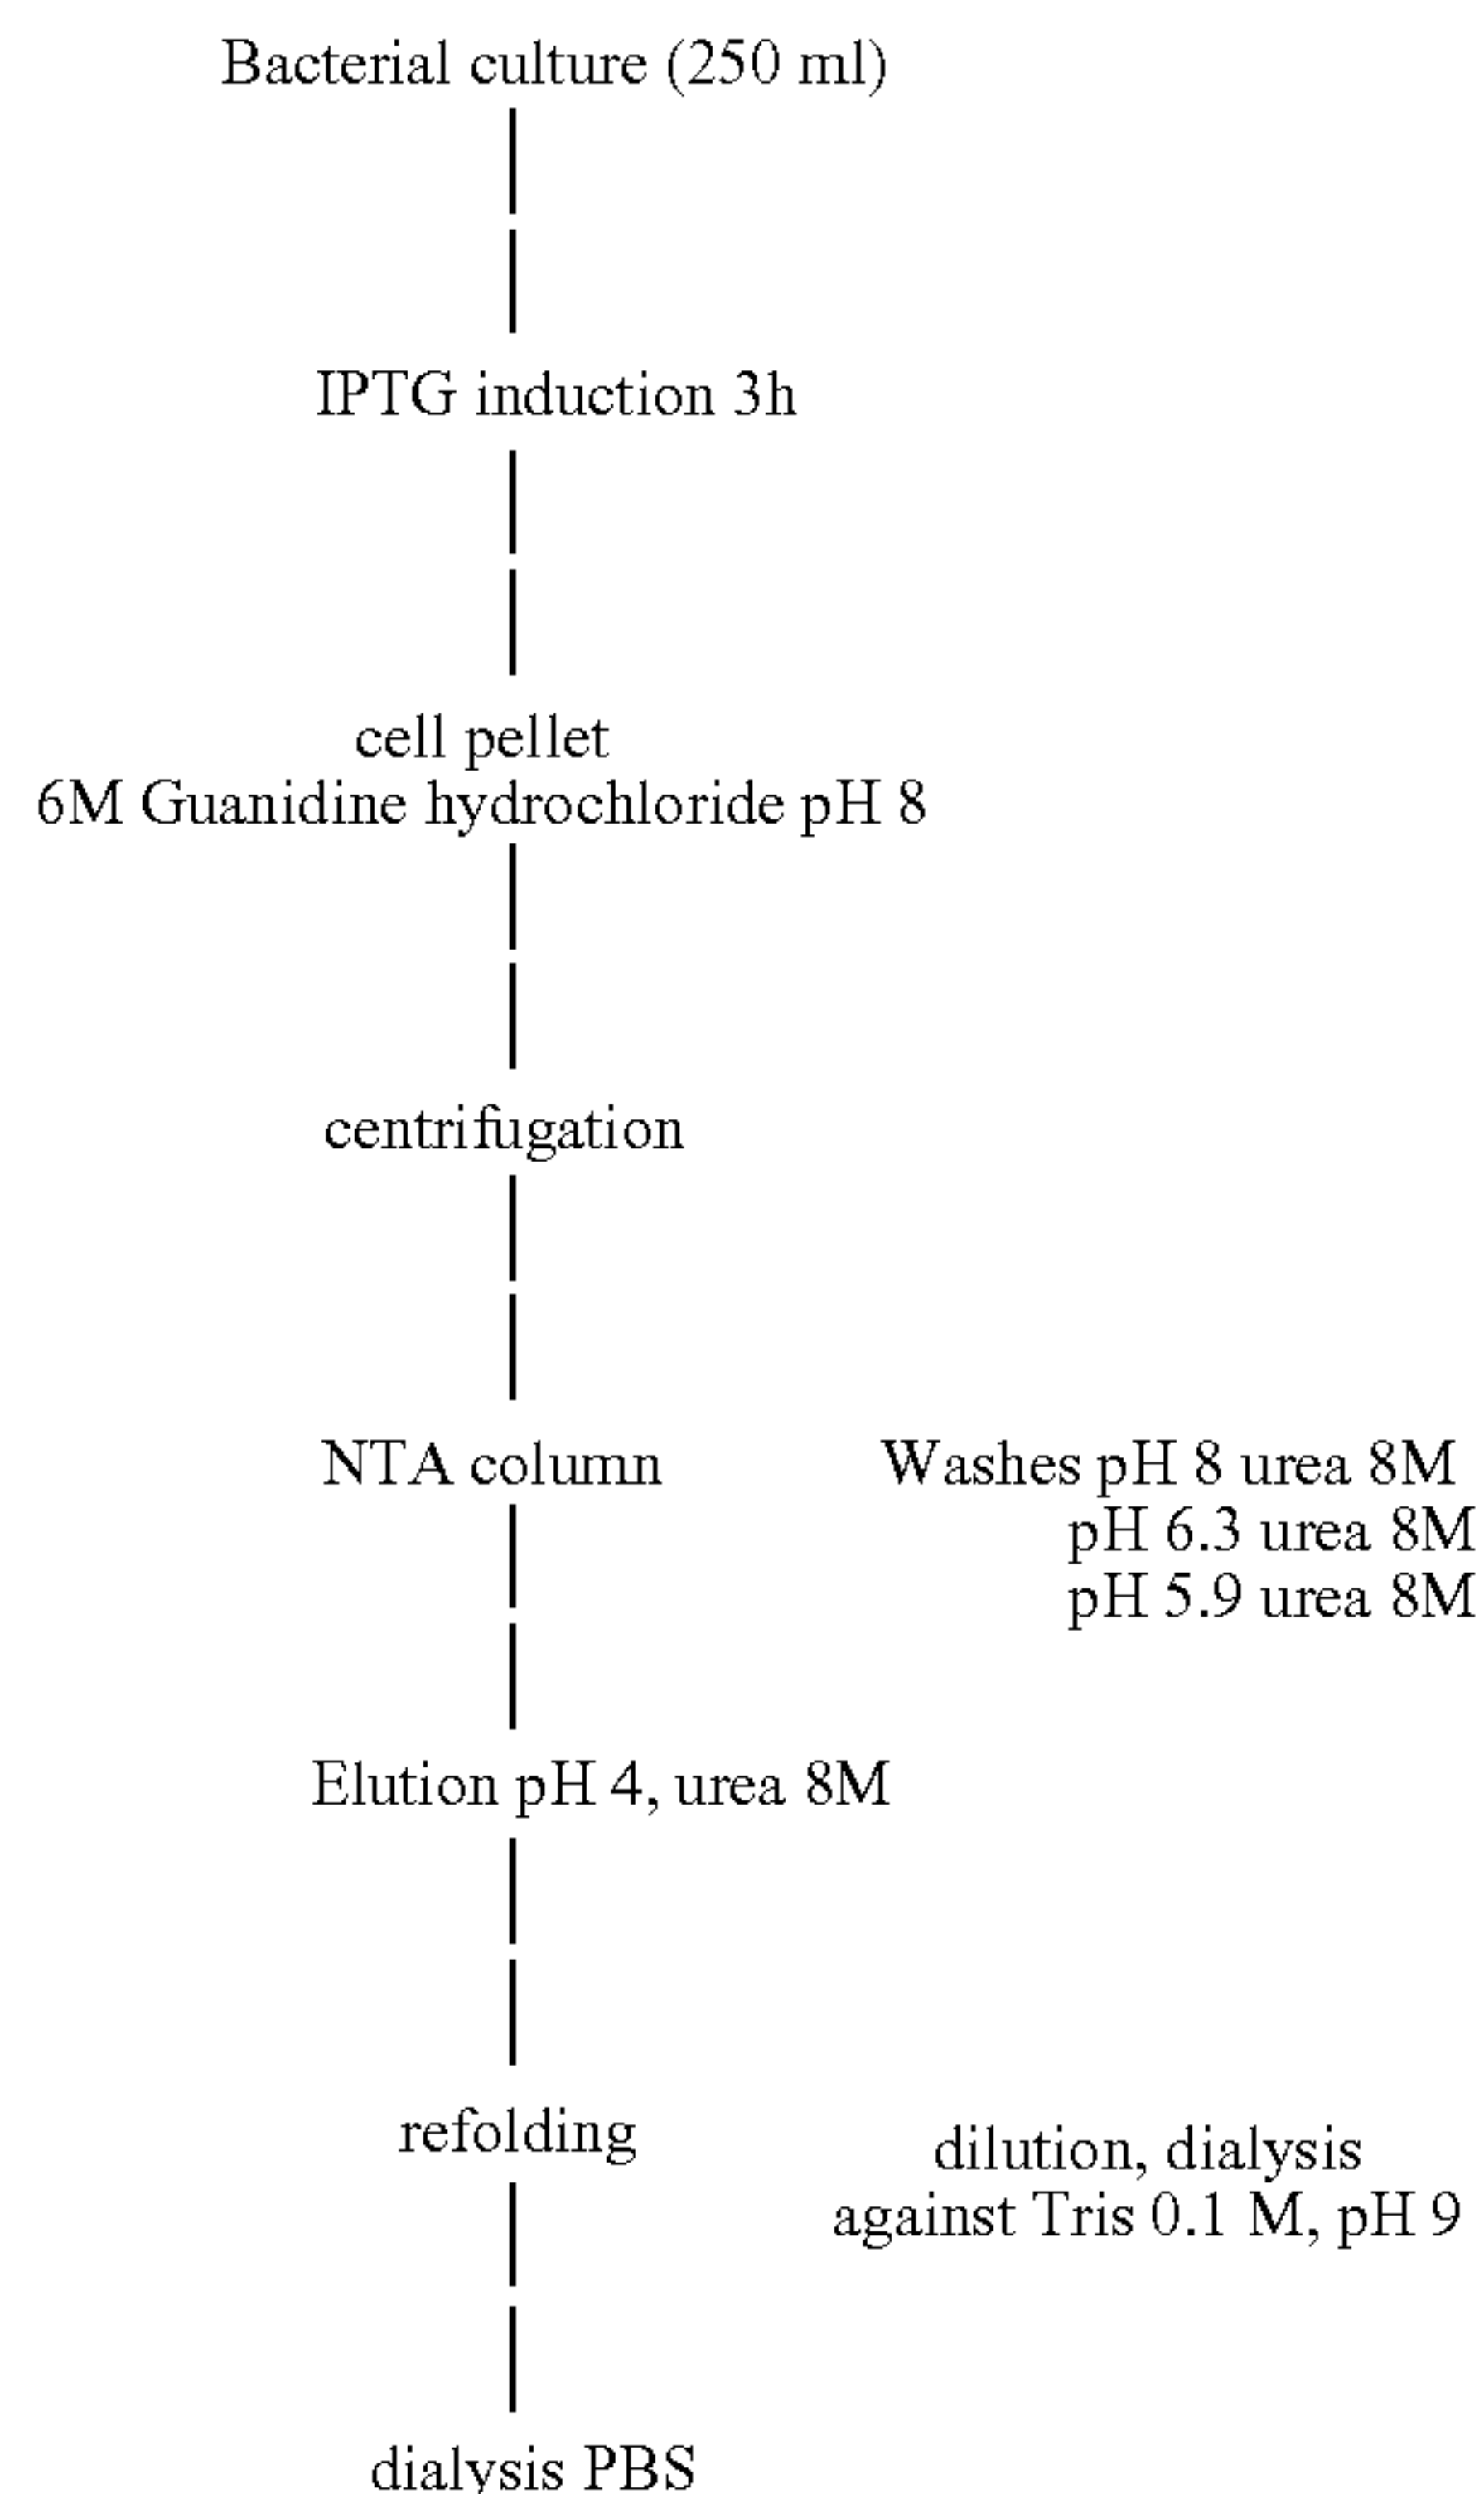 Bacterial culture (250 ml)
IPTG induction 3h
cell pellet
6M Guanidine hydrochloride pH 8
centrifugation
NTA column
Washes pH 8 urea 8M
pH 6.3 urea 8M
pH 5.9 urea 8M
Elution pH 4, urea 8M
refolding
dilution, dialysis
against Tris 0.1 M, pH 9
dialysis PBS